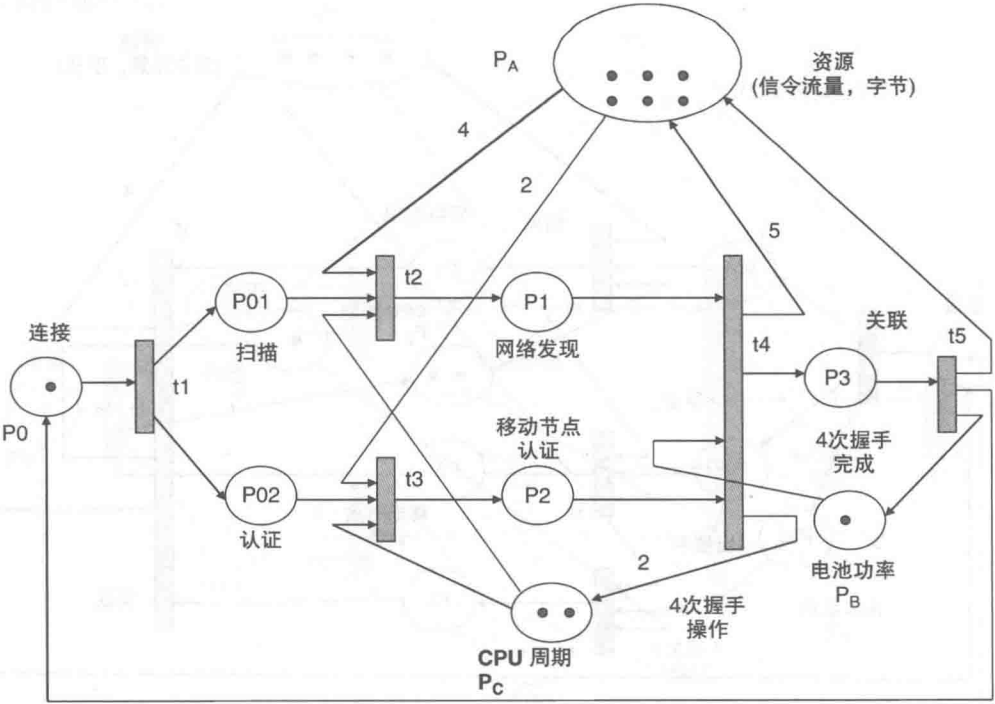 PA
资源
(信令流量，字节)
4
2
5
t2
P01
扫描
P1
网络发现
连接
P0
t1
t4
关联
t5
P3
移动节点
认证
4次握手
完成
t3
P02
认证
P2
电池功率
PB
2
4次握手
操作
CPU 周期
PC